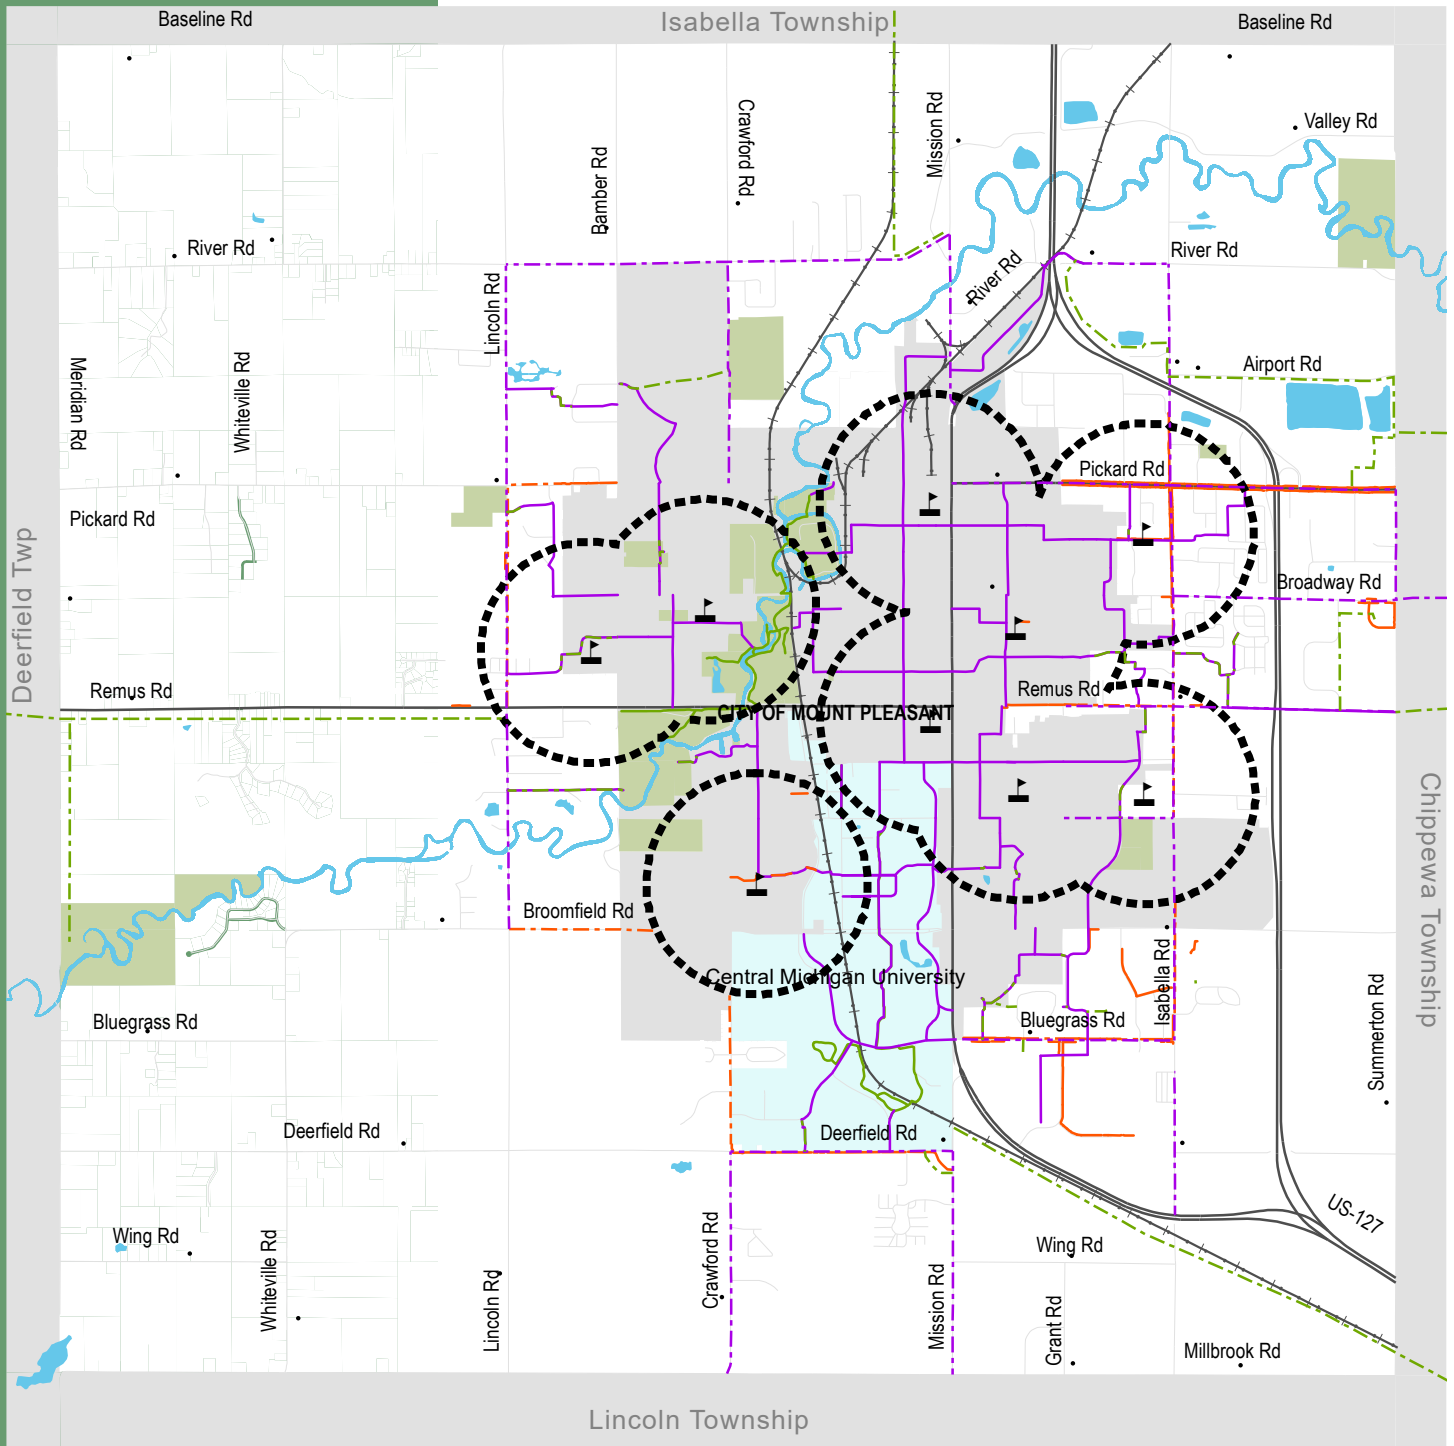 Baseline Rd
Isabella Township
Baseline Rd
Crawford Rd
Mission Rd
Valley Rd
Bamber Rd
River Rd
River Rd
River Rd
Lincoln Rd
Meridian Rd
Whiteville Rd
Airport Rd
Pickard Rd
Pickard Rd
Deerfield Twp
Broadway Rd
Remus Rd
Remus Rd
CITY OF MOUNT PLEASANT
Chippewa Township
Broomfield Rd
Central Michigan University
Isabella Rd
Summerton Rd
Bluegrass Rd
Bluegrass Rd
Deerfield Rd
Deerfield Rd
US-127
Wing Rd
Whiteville Rd
Lincoln Rd
Crawford Rd
Mission Rd
Wing Rd
Grant Rd
Millbrook Rd
Lincoln Township